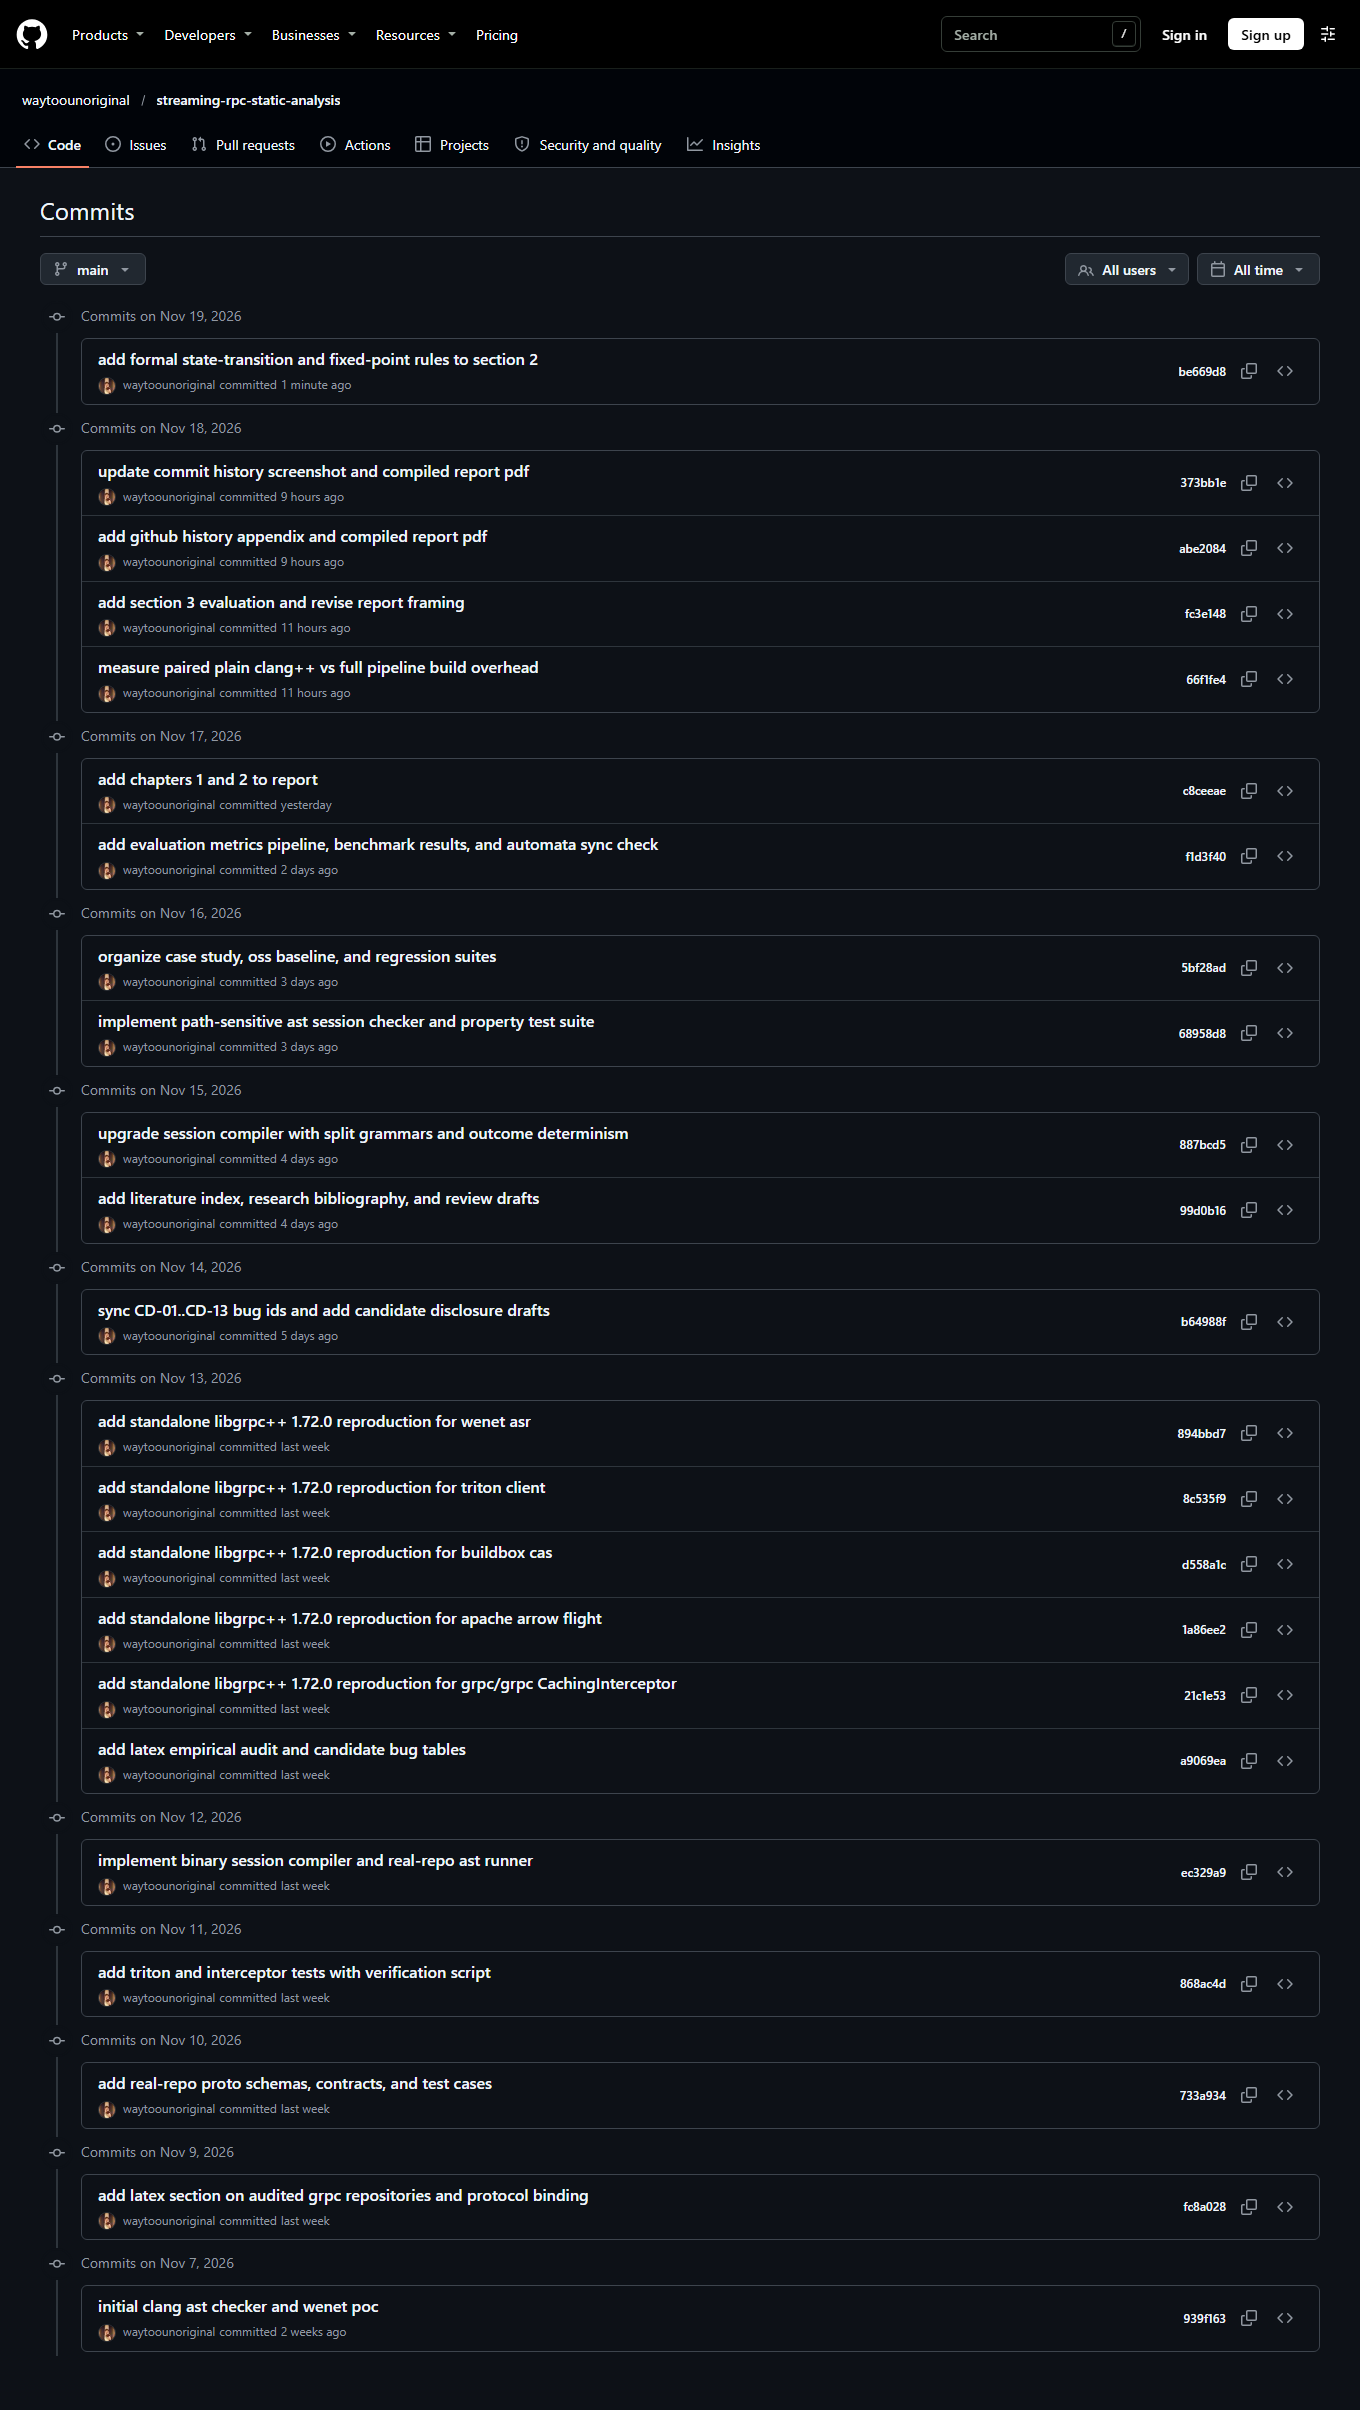 Products Developers Businesses Resources Pricing Search / Sign in Sign up
waytoounoriginal / streaming-rpc-static-analysis
Code Issues Pull requests Actions Projects Security and quality Insights
Commits
main All users All time
Commits on Nov 19, 2026
add formal state-transition and fixed-point rules to section 2
waytoounoriginal committed 1 minute ago
be669d8
Commits on Nov 18, 2026
update commit history screenshot and compiled report pdf
waytoounoriginal committed 9 hours ago
373bb1e
add github history appendix and compiled report pdf
waytoounoriginal committed 9 hours ago
abe2084
add section 3 evaluation and revise report framing
waytoounoriginal committed 11 hours ago
fc3e148
measure paired plain clang++ vs full pipeline build overhead
waytoounoriginal committed 11 hours ago
66f1fe4
Commits on Nov 17, 2026
add chapters 1 and 2 to report
waytoounoriginal committed yesterday
c8ceeae
add evaluation metrics pipeline, benchmark results, and automata sync check
waytoounoriginal committed 2 days ago
f1d3f40
Commits on Nov 16, 2026
organize case study, oss baseline, and regression suites
waytoounoriginal committed 3 days ago
5bf28ad
implement path-sensitive ast session checker and property test suite
waytoounoriginal committed 3 days ago
68958d8
Commits on Nov 15, 2026
upgrade session compiler with split grammars and outcome determinism
waytoounoriginal committed 4 days ago
887bcd5
add literature index, research bibliography, and review drafts
waytoounoriginal committed 4 days ago
99d0b16
Commits on Nov 14, 2026
sync CD-01..CD-13 bug ids and add candidate disclosure drafts
waytoounoriginal committed 5 days ago
b64988f
Commits on Nov 13, 2026
add standalone libgrpc++ 1.72.0 reproduction for wenet asr
waytoounoriginal committed last week
894bbd7
add standalone libgrpc++ 1.72.0 reproduction for triton client
waytoounoriginal committed last week
8c535f9
add standalone libgrpc++ 1.72.0 reproduction for buildbox cas
waytoounoriginal committed last week
d558a1c
add standalone libgrpc++ 1.72.0 reproduction for apache arrow flight
waytoounoriginal committed last week
1a86ee2
add standalone libgrpc++ 1.72.0 reproduction for grpc/grpc CachingInterceptor
waytoounoriginal committed last week
21c1e53
add latex empirical audit and candidate bug tables
waytoounoriginal committed last week
a9069ea
Commits on Nov 12, 2026
implement binary session compiler and real-repo ast runner
waytoounoriginal committed last week
ec329a9
Commits on Nov 11, 2026
add triton and interceptor tests with verification script
waytoounoriginal committed last week
868ac4d
Commits on Nov 10, 2026
add real-repo proto schemas, contracts, and test cases
waytoounoriginal committed last week
733a934
Commits on Nov 9, 2026
add latex section on audited grpc repositories and protocol binding
waytoounoriginal committed last week
fc8a028
Commits on Nov 7, 2026
initial clang ast checker and wenet poc
waytoounoriginal committed 2 weeks ago
939f163